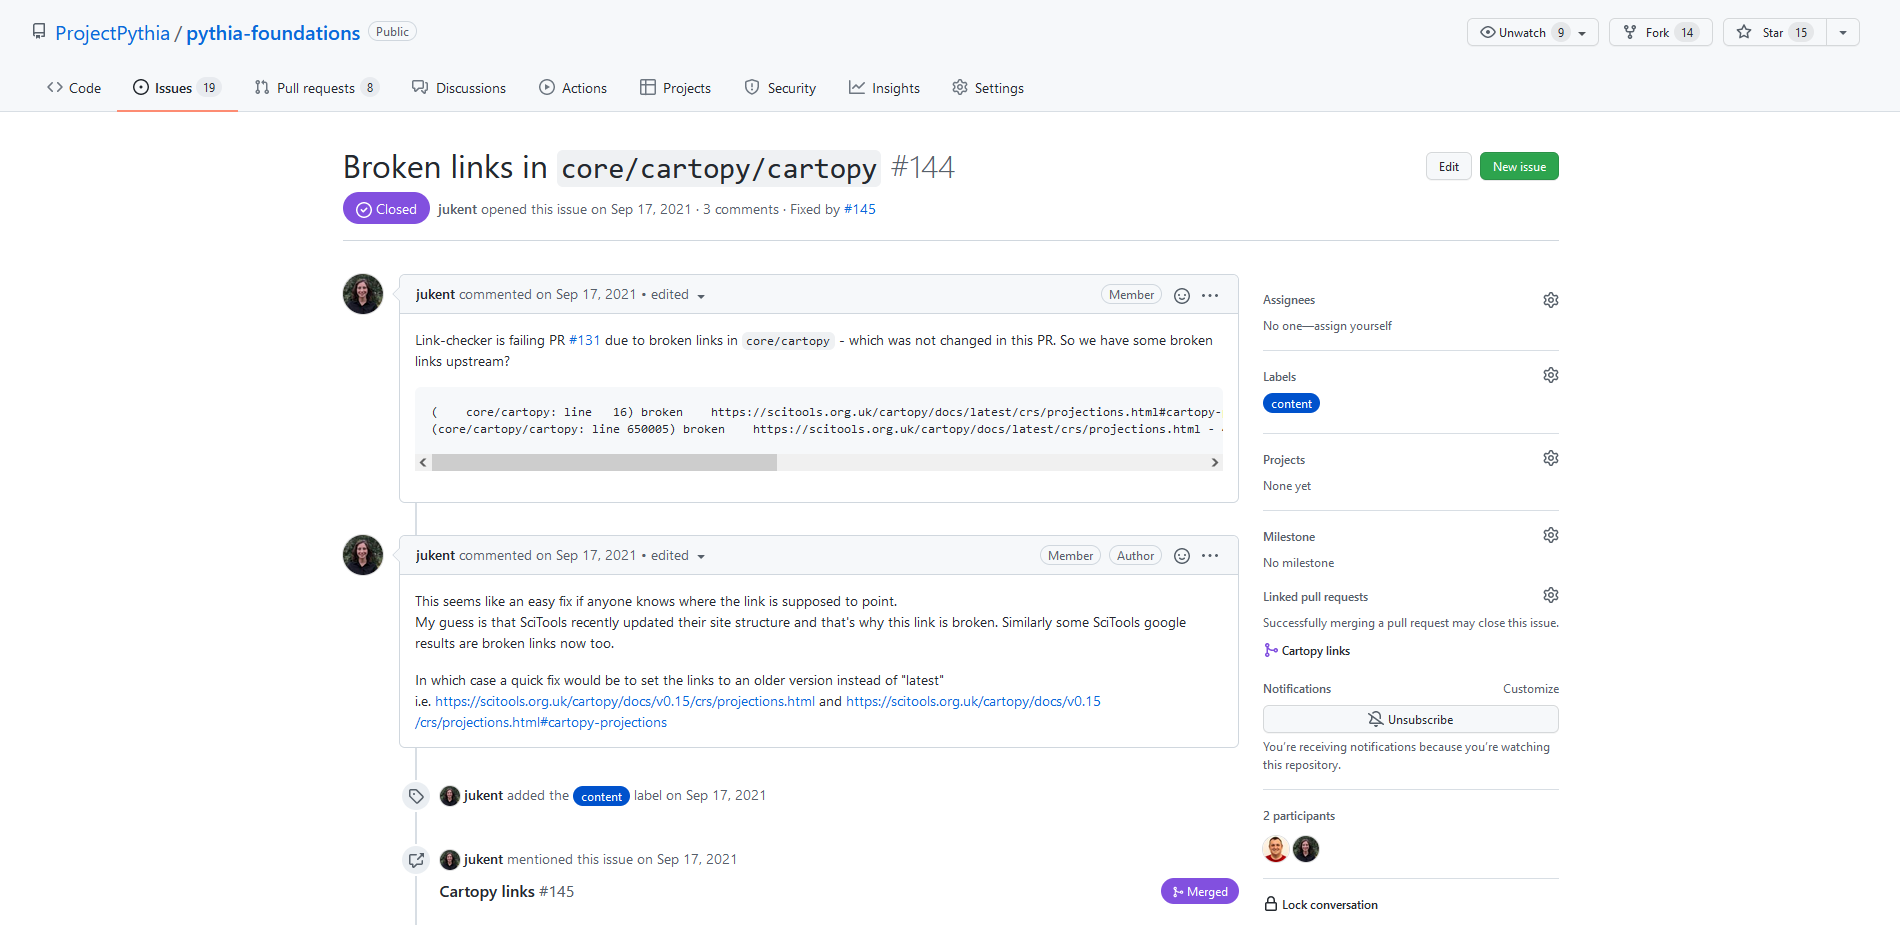 ProjectPythia / pythia-foundations Public
Unwatch 9 Fork 14 Star 15
Code Issues 19 Pull requests 8 Discussions Actions Projects Security Insights Settings
Broken links in core/cartopy/cartopy #144
Edit New issue
Closed jukent opened this issue on Sep 17, 2021 · 3 comments · Fixed by #145
jukent commented on Sep 17, 2021 • edited Member
Link-checker is failing PR #131 due to broken links in core/cartopy - which was not changed in this PR. So we have some broken
links upstream?
( core/cartopy: line 16) broken https://scitools.org.uk/cartopy/docs/latest/crs/projections.html#cartopy-
(core/cartopy/cartopy: line 650005) broken https://scitools.org.uk/cartopy/docs/latest/crs/projections.html -
jukent commented on Sep 17, 2021 • edited Member Author
This seems like an easy fix if anyone knows where the link is supposed to point.
My guess is that SciTools recently updated their site structure and that's why this link is broken. Similarly some SciTools google
results are broken links now too.
In which case a quick fix would be to set the links to an older version instead of "latest"
i.e. https://scitools.org.uk/cartopy/docs/v0.15/crs/projections.html and https://scitools.org.uk/cartopy/docs/v0.15
/crs/projections.html#cartopy-projections
jukent added the content label on Sep 17, 2021
jukent mentioned this issue on Sep 17, 2021
Cartopy links #145
Merged
Assignees
No one—assign yourself
Labels
content
Projects
None yet
Milestone
No milestone
Linked pull requests
Successfully merging a pull request may close this issue.
Cartopy links
Notifications Customize
Unsubscribe
You're receiving notifications because you're watching
this repository.
2 participants
Lock conversation